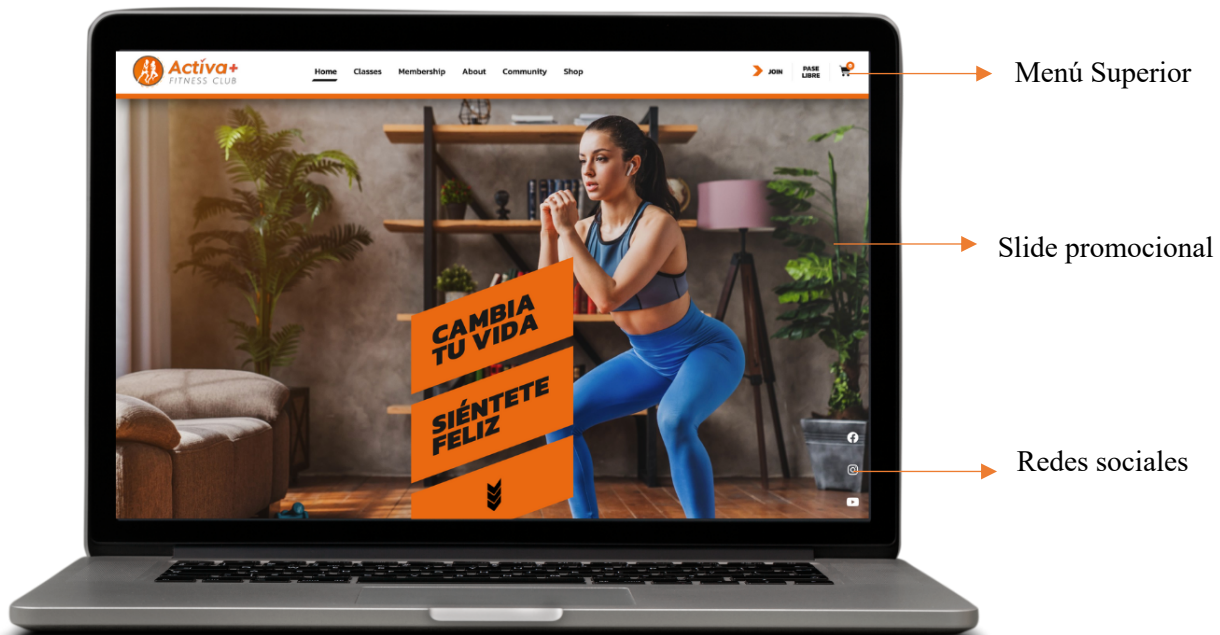 Activa+
FITNESS CLUB
Home Classes Membership About Community Shop
JOIN
PASE
LIBRE
Menú Superior
CAMBIA
TU VIDA
SIÉNTETE
FELIZ
Slide promocional
Redes sociales